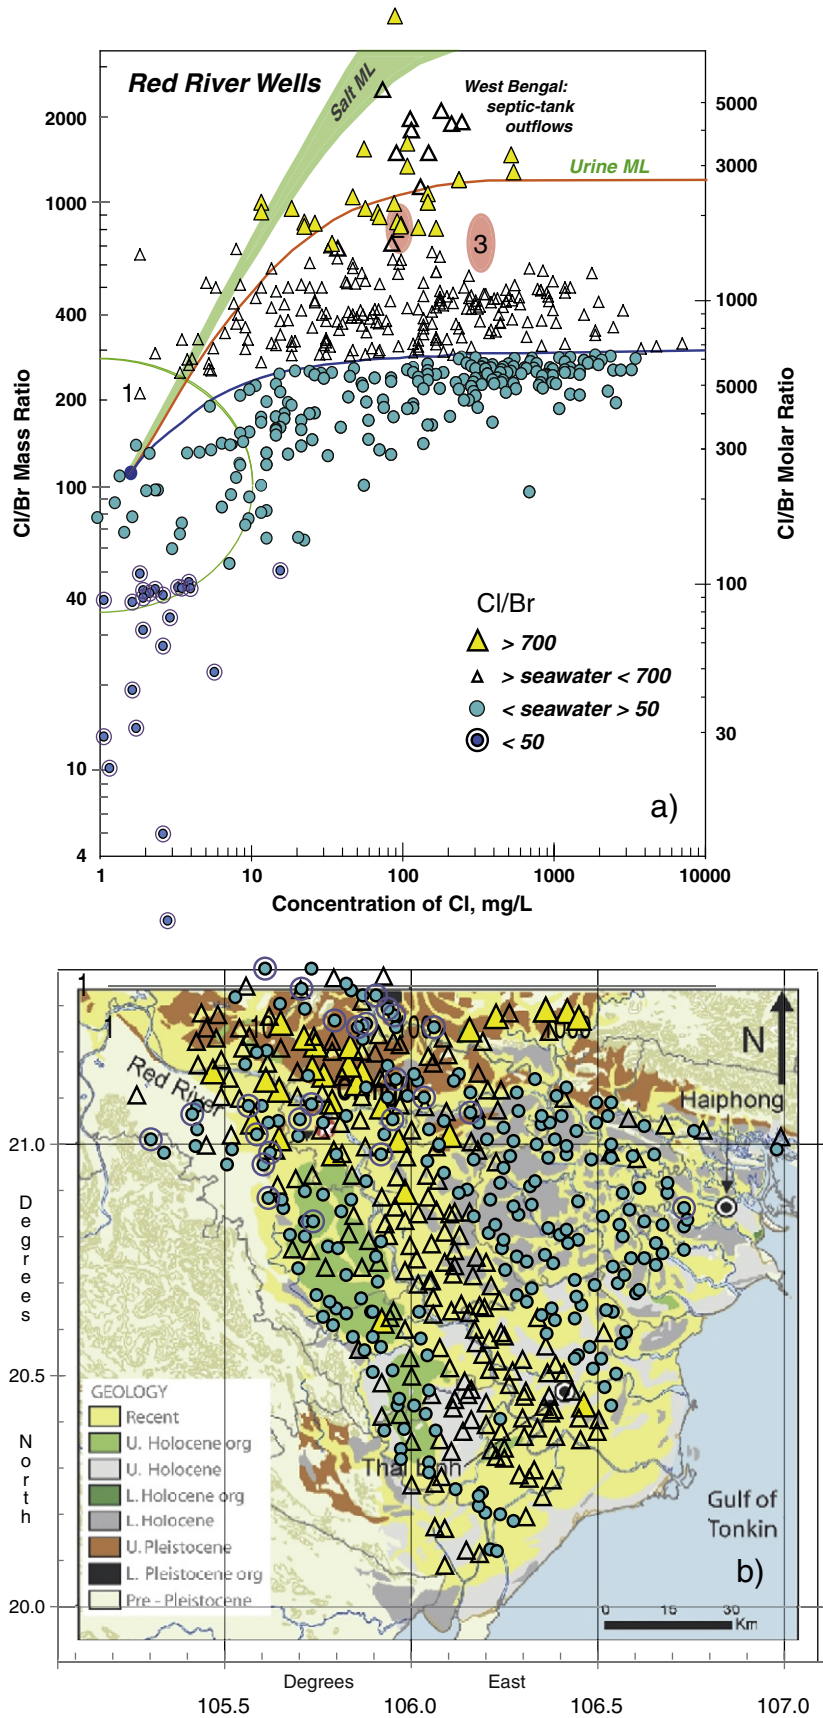 Red River Wells
Salt ML
West Bengal:
septic-tank
outflows
Urine ML
2000
1000
400
200
100
40
10
4
5000
3000
1000
5000
300
100
30
1
3
Cl/Br Mass Ratio
Cl/Br Molar Ratio
Cl/Br
> 700
> seawater < 700
< seawater > 50
< 50
a)
1
10
100
1000
10000
Concentration of Cl, mg/L
1
1
N
Red River
Haiphong
21.0
Degrees
20.5
North
20.0
GEOLOGY
Recent
U. Holocene org
U. Holocene
L.Holocene org
L.Holocene
U. Pleistocene
L. Pleistocene org
Pre - Pleistocene
Thai Binh
Gulf of
Tonkin
b)
0 15 30
Km
Degrees East
105.5 106.0 106.5 107.0